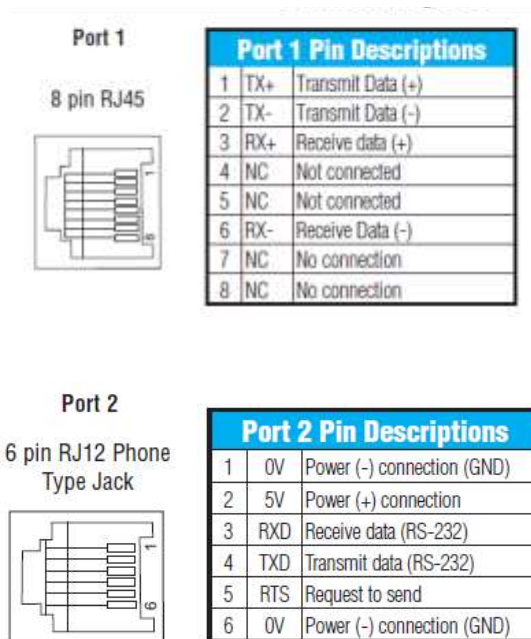 Port 1
8 pin RJ45
1
8
Port 1 Pin Descriptions
1 TX+ Transmit Data (+)
2 TX- Transmit Data (-)
3 RX+ Receive data (+)
4 NC Not connected
5 NC Not connected
6 RX- Receive Data (-)
7 NC No connection
8 NC No connection
Port 2
6 pin RJ12 Phone
Type Jack
1
6
Port 2 Pin Descriptions
1 0V Power (-) connection (GND)
2 5V Power (+) connection
3 RXD Receive data (RS-232)
4 TXD Transmit data (RS-232)
5 RTS Request to send
6 0V Power (-) connection (GND)